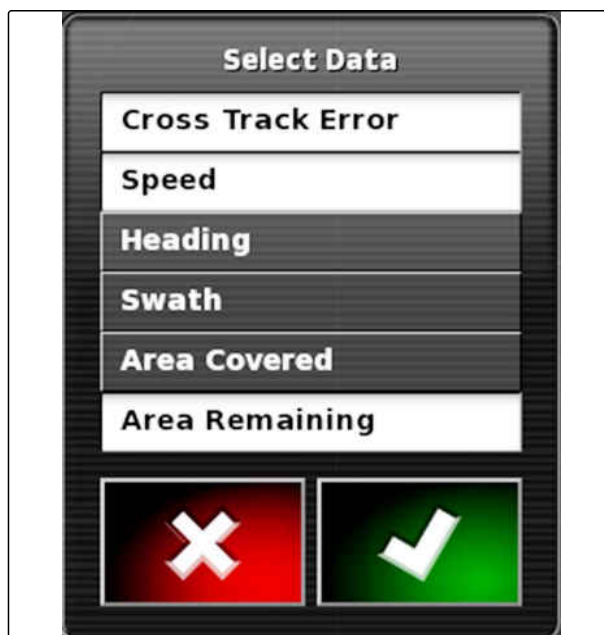 Select Data
Cross Track Error
Speed
Heading
Swath
Area Covered
Area Remaining